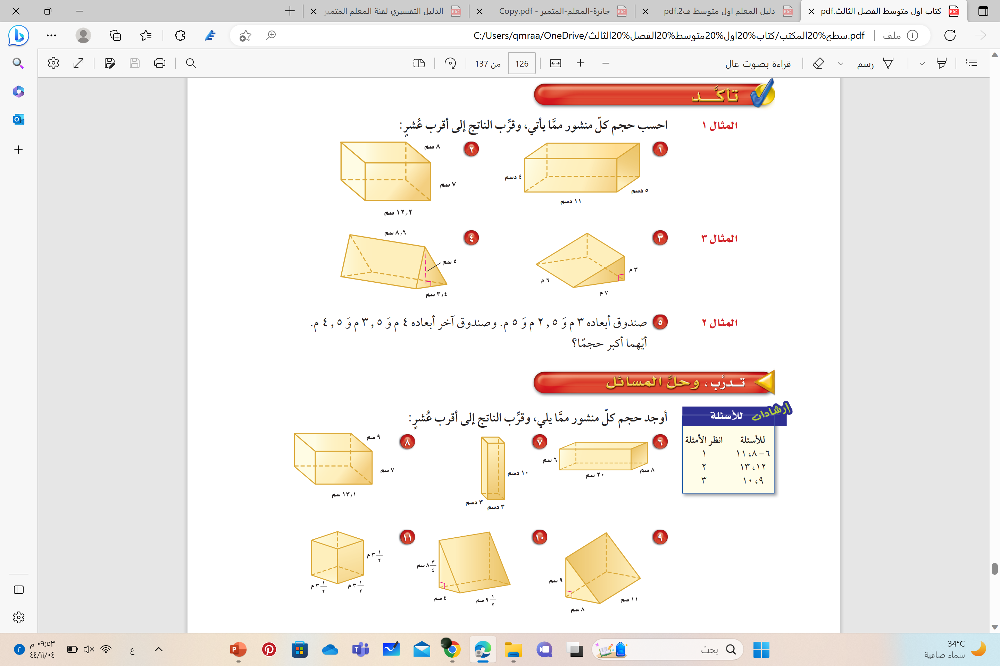 كتاب اول متوسط الفصل الثالث.pdf
دليل المعلم اول متوسط ف2.pdf
جائزة-المعلم-المتميز - Copy.pdf
الدليل التفسيري لفئة المعلم المتميز
ملف
C:/Users/qmraa/OneDrive/سطح%20المكتب/كتاب%20اول%20متوسط%20الفصل%20الثالث.pdf
رسم
قراءة بصوت عالٍ
126
من 137
تأكَّــد
المثال ١
احسب حجم كلّ منشور ممَّا يأتي، وقرِّب الناتج إلى أقرب عُشرٍ:
١
٤ دسم
٥ دسم
١١ دسم
٢
٨ سم
٧ سم
١٢٫٢ سم
المثال ٣
٣
٣ م
٦ م
٧ م
٤
٨٫٦ سم
٥ سم
٣٫٤ سم
المثال ٢
٥ صندوق أبعاده ٣ م وَ ٢٫٥ م وَ ٥ م. وصندوق آخر أبعاده ٤ م وَ ٣٫٥ م وَ ٤٫٥ م.
أيّهما أكبر حجمًا؟
تــدرَّب، وحلَّ المسائل
إرشادات للأسئلة
للأسئلة انظر الأمثلة
٦–٨، ١١ ١
١٢، ١٣ ٢
٩، ١٠ ٣
أوجد حجم كلّ منشور ممَّا يلي، وقرِّب الناتج إلى أقرب عُشرٍ:
٦
٦ سم
٨ سم
٢٠ سم
٧
١٠ دسم
٣ دسم
٣ دسم
٨
٩ سم
٧ سم
١٣٫١ سم
٩
٩ سم
١١ سم
٨ سم
١٠
٨ ٣/٤ سم
٤ سم
٩ ١/٢ سم
١١
٣ ١/٢ م
٣ ١/٢ م
٣ ١/٢ م
34°C
سماء صافية
بحث
ع
٠٩:٥٣ م
٤٤/١١/٠٤
٣